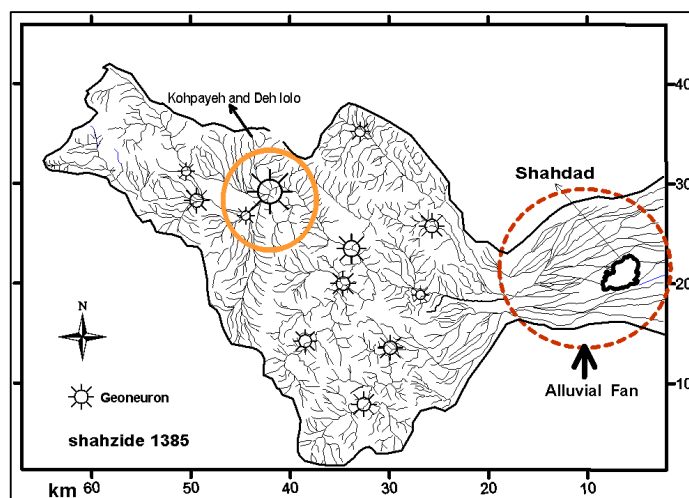 Kohpayeh and Deh lolo
Shahdad
N
Geoneuron
Alluvial Fan
shahzide 1385
40
30
20
10
km 60 50 40 30 20 10